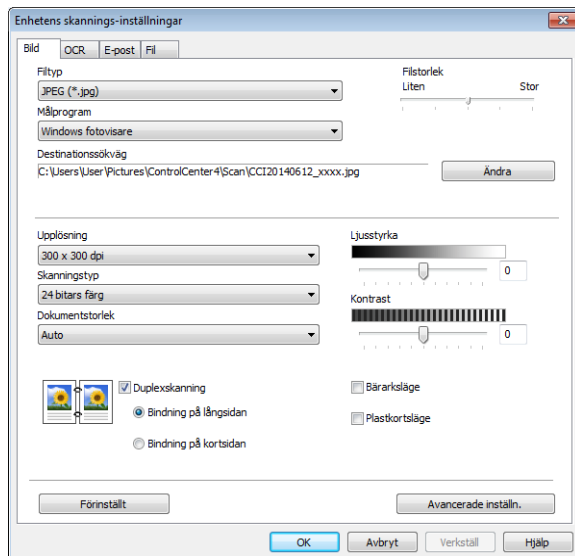 Enhetens skannings-inställningar
Bild OCR E-post Fil
Filtyp
JPEG (*.jpg)
Filstorlek
Liten Stor
Målprogram
Windows fotovisare
Destinationssökväg
C:\Users\User\Pictures\ControlCenter4\Scan\CCI20140612_xxxx.jpg
Ändra
Upplösning
300 x 300 dpi
Skanningstyp
24 bitars färg
Dokumentstorlek
Auto
Ljusstyrka
0
Kontrast
0
Duplexskanning
Bindning på långsidan
Bindning på kortsidan
Bärarksläge
Plastkortsläge
Förinställt
Avancerade inställn.
OK Avbryt Verkställ Hjälp